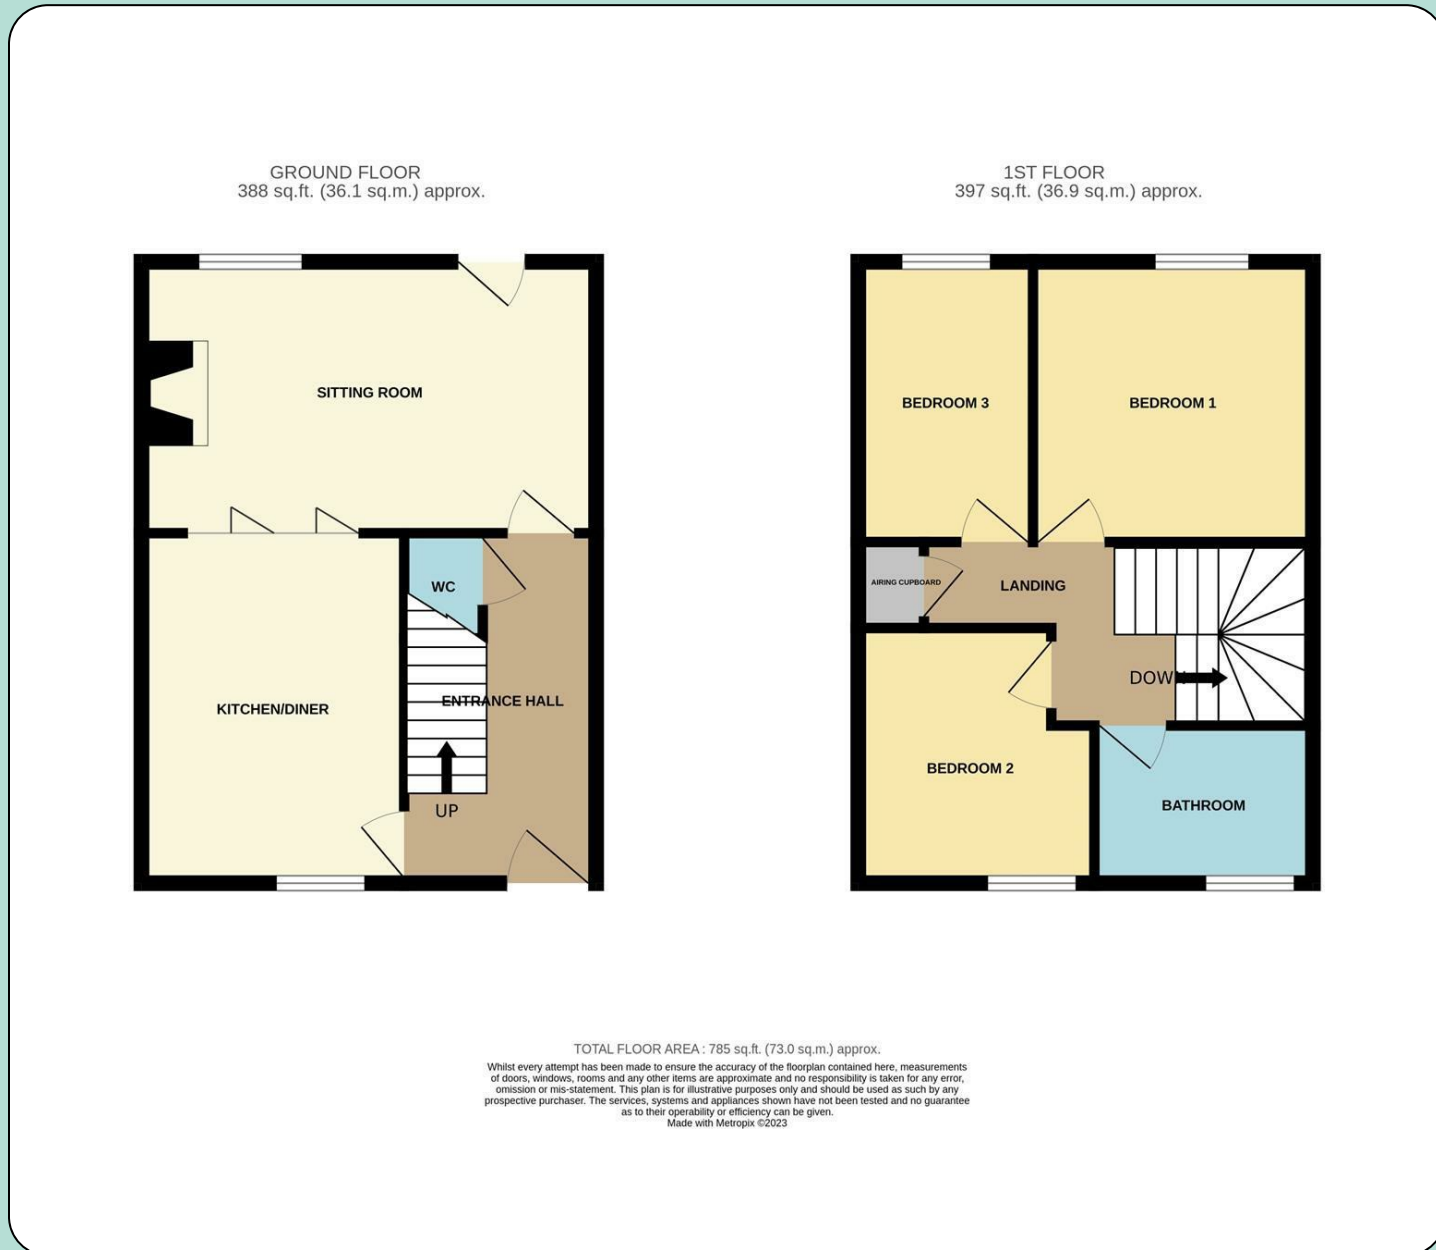 GROUND FLOOR
388 sq.ft. (36.1 sq.m.) approx.
1ST FLOOR
397 sq.ft. (36.9 sq.m.) approx.
SITTING ROOM
BEDROOM 3
BEDROOM 1
WC
AIRING CUPBOARD
LANDING
ENTRANCE HALL
KITCHEN/DINER
DOWN
BEDROOM 2
BATHROOM
UP
TOTAL FLOOR AREA : 785 sq.ft. (73.0 sq.m.) approx.
Whilst every attempt has been made to ensure the accuracy of the floorplan contained here, measurements
of doors, windows, rooms and any other items are approximate and no responsibility is taken for any error,
omission or mis-statement. This plan is for illustrative purposes only and should be used as such by any
prospective purchaser. The services, systems and appliances shown have not been tested and no guarantee
as to their operability or efficiency can be given.
Made with Metropix ©2023